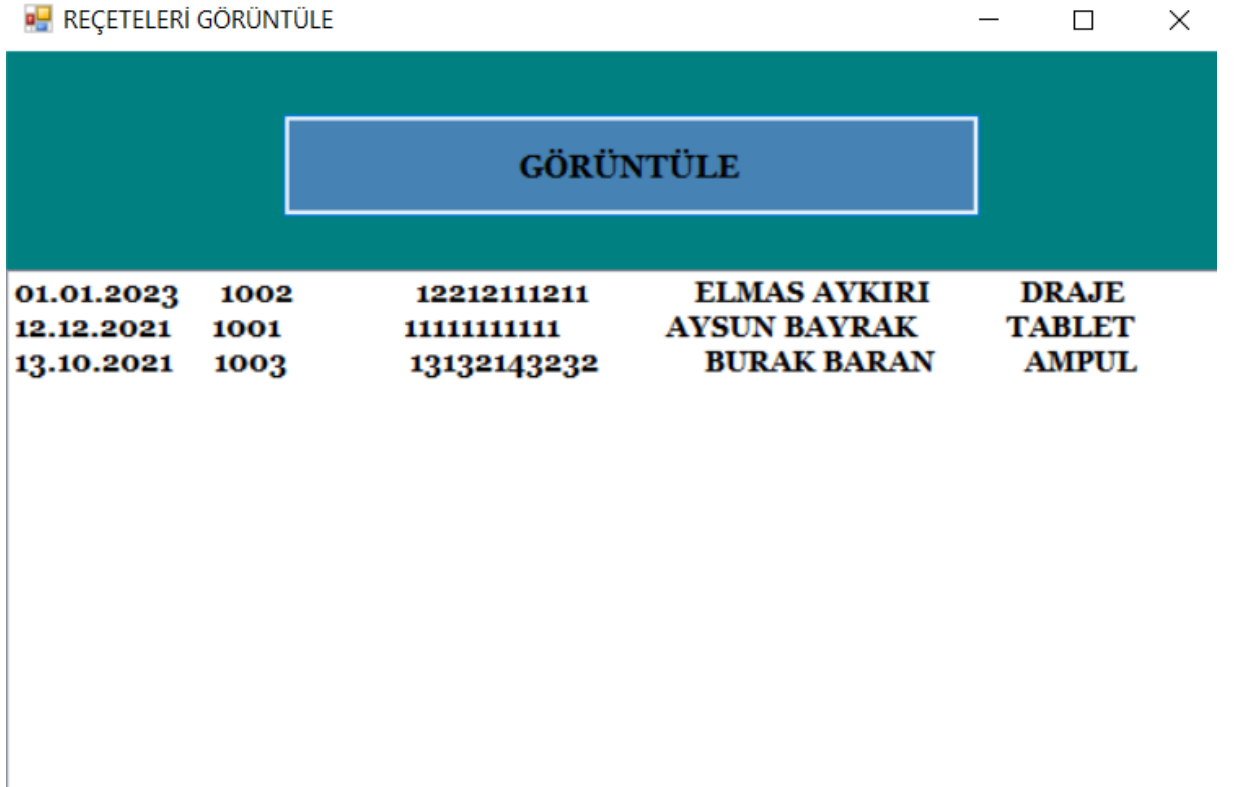 REÇETELERİ GÖRÜNTÜLE
GÖRÜNTÜLE
01.01.2023 1002 12212111211 ELMAS AYKIRI DRAJE
12.12.2021 1001 11111111111 AYSUN BAYRAK TABLET
13.10.2021 1003 13132143232 BURAK BARAN AMPUL